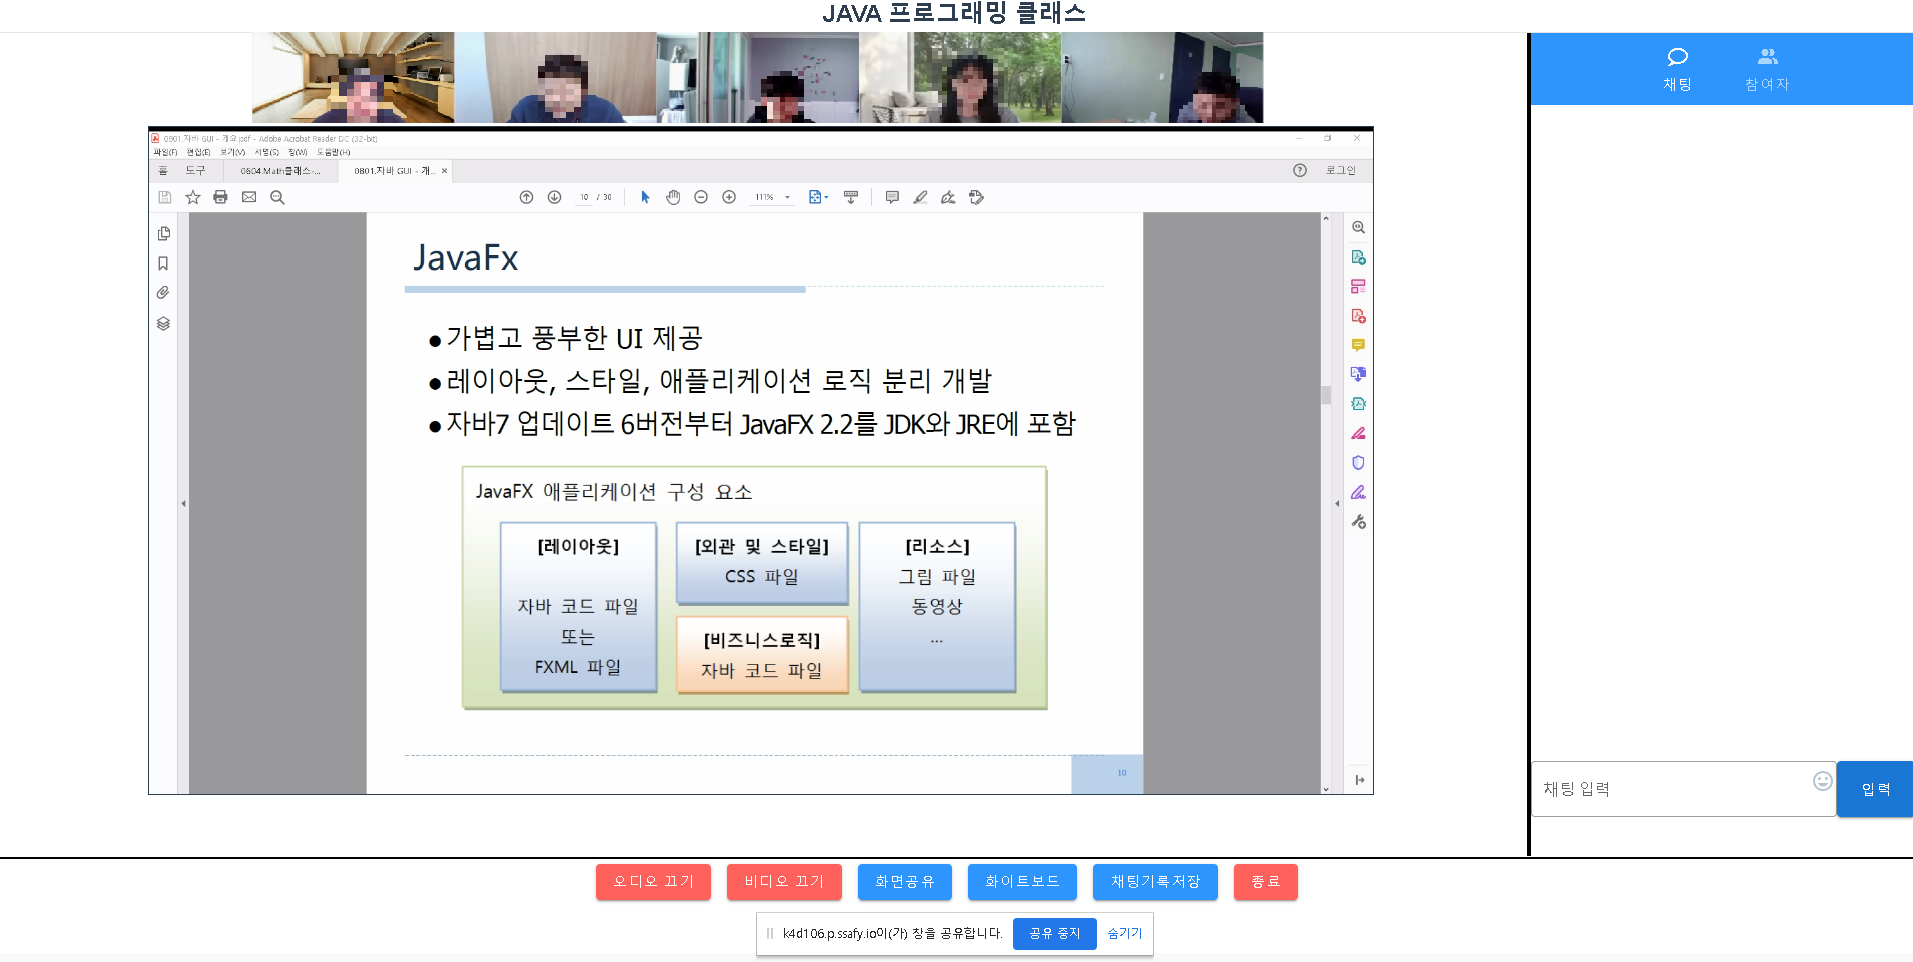 JAVA 프로그래밍 클래스
채팅
참여자
0801.자바 GUI - 개요.pdf - Adobe Acrobat Reader DC (32-bit)
파일(F) 편집(E) 보기(V) 서명(S) 창(W) 도움말(H)
홈 도구 0604.Math클래스-... 0801.자바 GUI - 개... × 로그인
10 / 30 111%
JavaFx
●가볍고 풍부한 UI 제공
●레이아웃, 스타일, 애플리케이션 로직 분리 개발
●자바7 업데이트 6버전부터 JavaFX 2.2를 JDK와 JRE에 포함
JavaFX 애플리케이션 구성 요소
[레이아웃]
자바 코드 파일
또는
FXML 파일
[외관 및 스타일]
CSS 파일
[비즈니스로직]
자바 코드 파일
[리소스]
그림 파일
동영상
...
10
채팅 입력
입력
오디오 끄기
비디오 끄기
화면공유
화이트보드
채팅기록저장
종료
k4d106.p.ssafy.io이(가) 창을 공유합니다.
공유 중지
숨기기